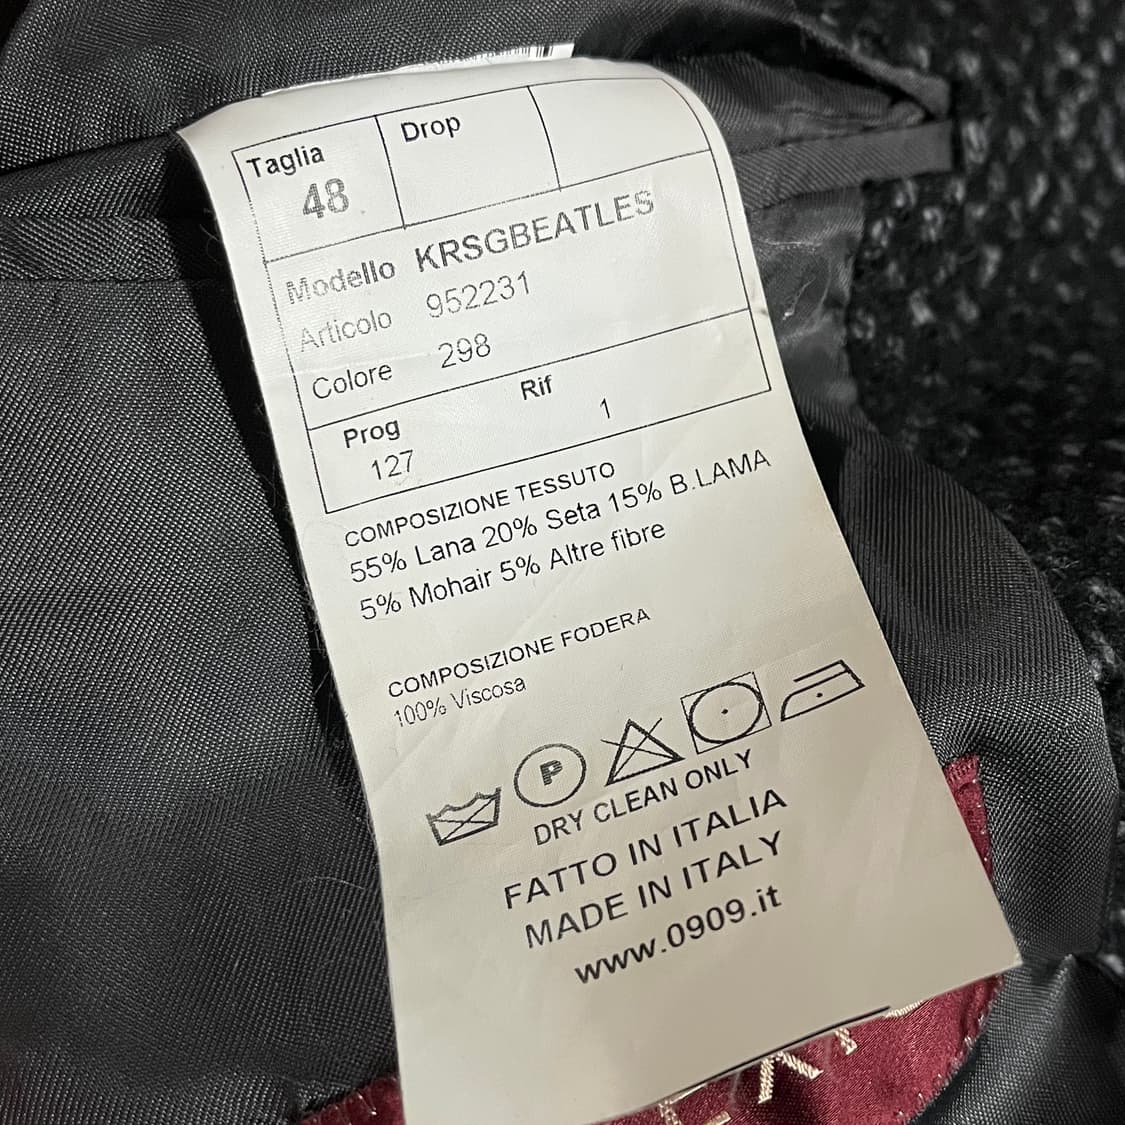 Taglia Drop
48
Modello KRSGBEATLES
Articolo 952231
Colore 298
Prog Rif
127 1
COMPOSIZIONE TESSUTO
55% Lana 20% Seta 15% B.LAMA
5% Mohair 5% Altre fibre
COMPOSIZIONE FODERA
100% Viscosa
P
DRY CLEAN ONLY
FATTO IN ITALIA
MADE IN ITALY
www.0909.it